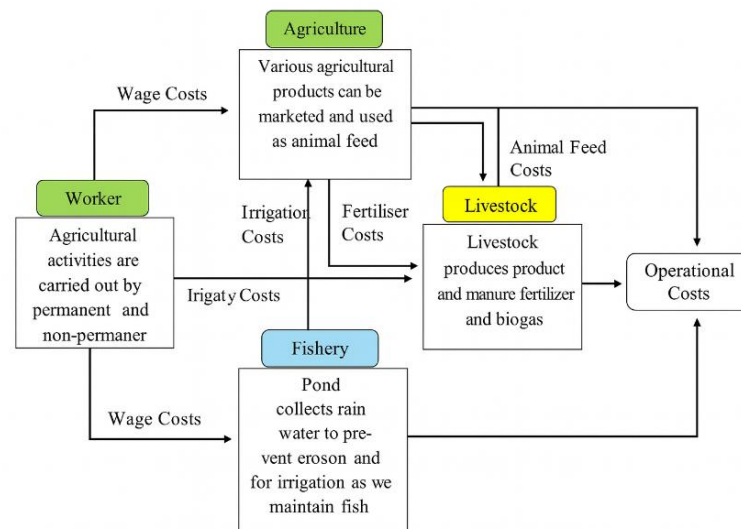 Agriculture
Various agricultural
products can be
marketed and used
as animal feed
Wage Costs
Animal Feed
Costs
Worker
Agricultural
activities are
carried out by
permanent and
non-permaner
Irrigation
Costs
Fertiliser
Costs
Livestock
Livestock
produces product
and manure fertilizer
and biogas
Operational
Costs
Irigaty Costs
Fishery
Pond
collects rain
water to pre-
vent eroson and
for irrigation as we
maintain fish
Wage Costs